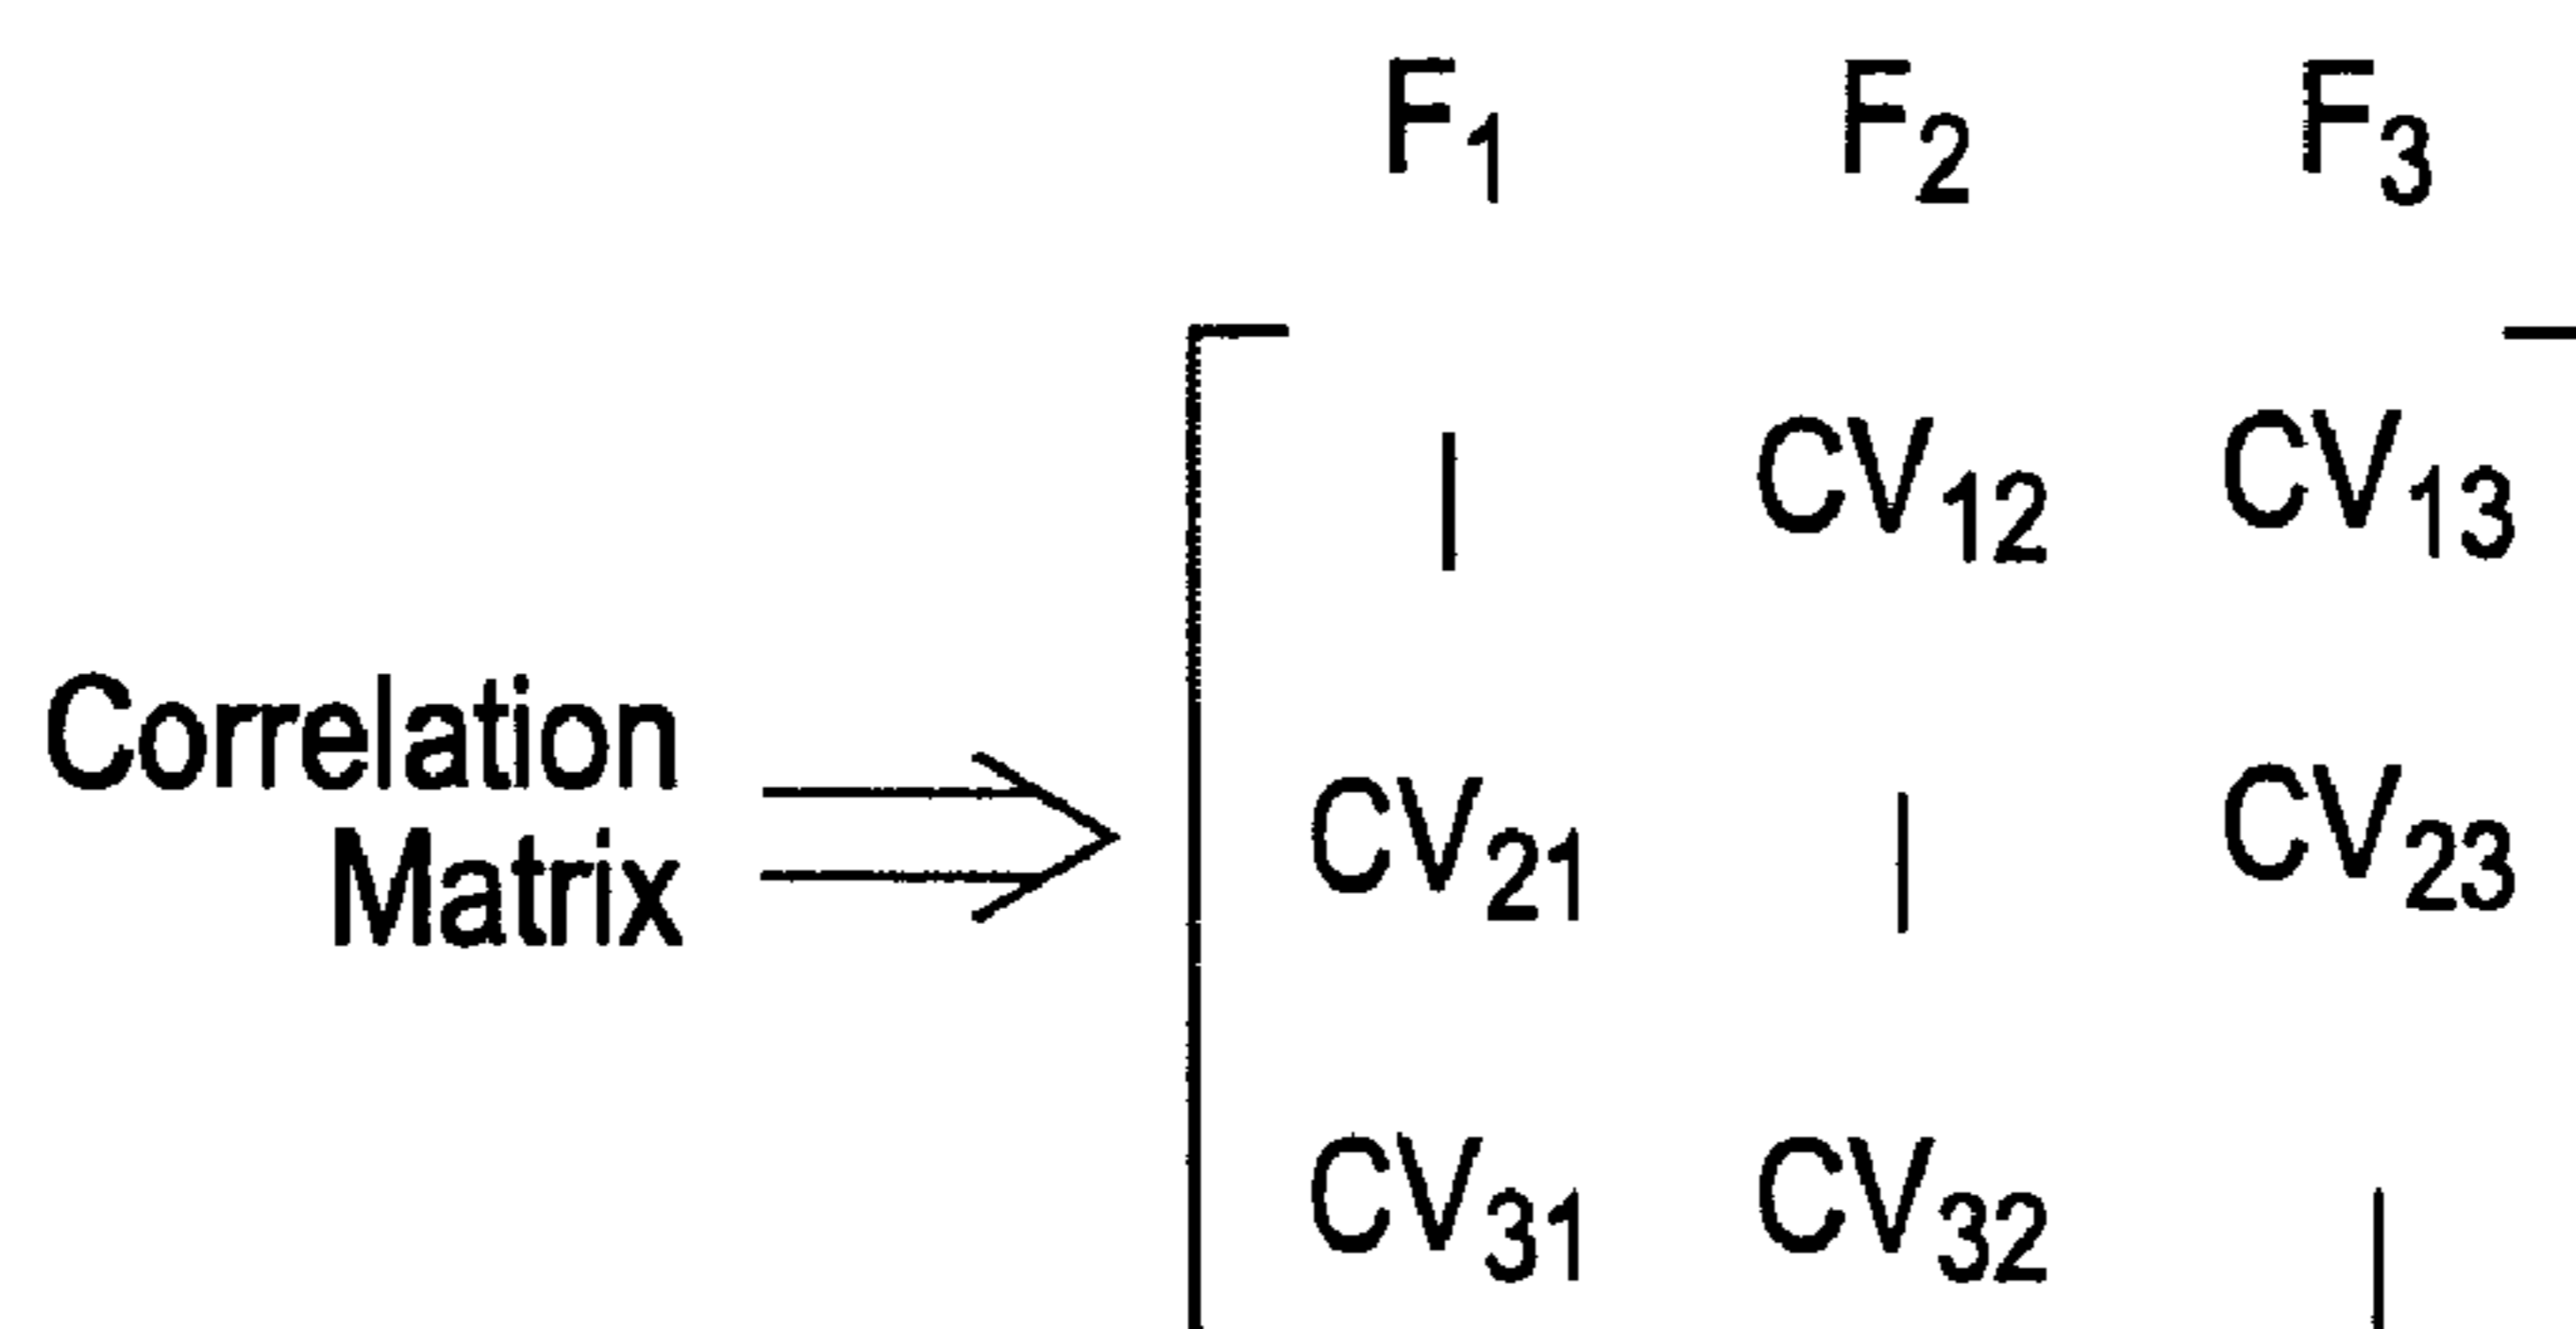 F1 F2 F3
| CV12 CV13
Correlation
CV21 | CV23
Matrix
CV31 CV32 |